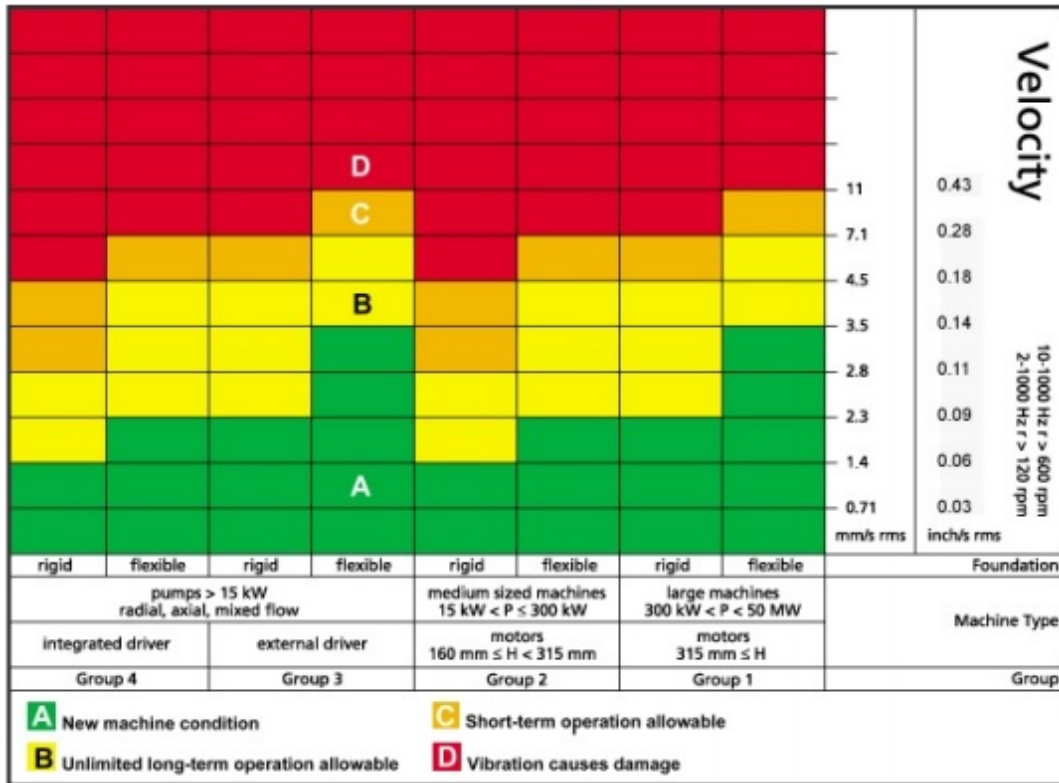 Velocity
D
C
B
A
11
7.1
4.5
3.5
2.8
2.3
1.4
0.71
mm/s rms
0.43
0.28
0.18
0.14
0.11
0.09
0.06
0.03
inch/s rms
10-1000 Hz r > 600 rpm
2-1000 Hz r > 120 rpm
rigid flexible rigid flexible rigid flexible rigid flexible Foundation
pumps > 15 kW
radial, axial, mixed flow
medium sized machines
15 kW < P ≤ 300 kW
large machines
300 kW < P < 50 MW
Machine Type
integrated driver
external driver
motors
160 mm ≤ H < 315 mm
motors
315 mm ≤ H
Group 4 Group 3 Group 2 Group 1 Group
A New machine condition
C Short-term operation allowable
B Unlimited long-term operation allowable
D Vibration causes damage